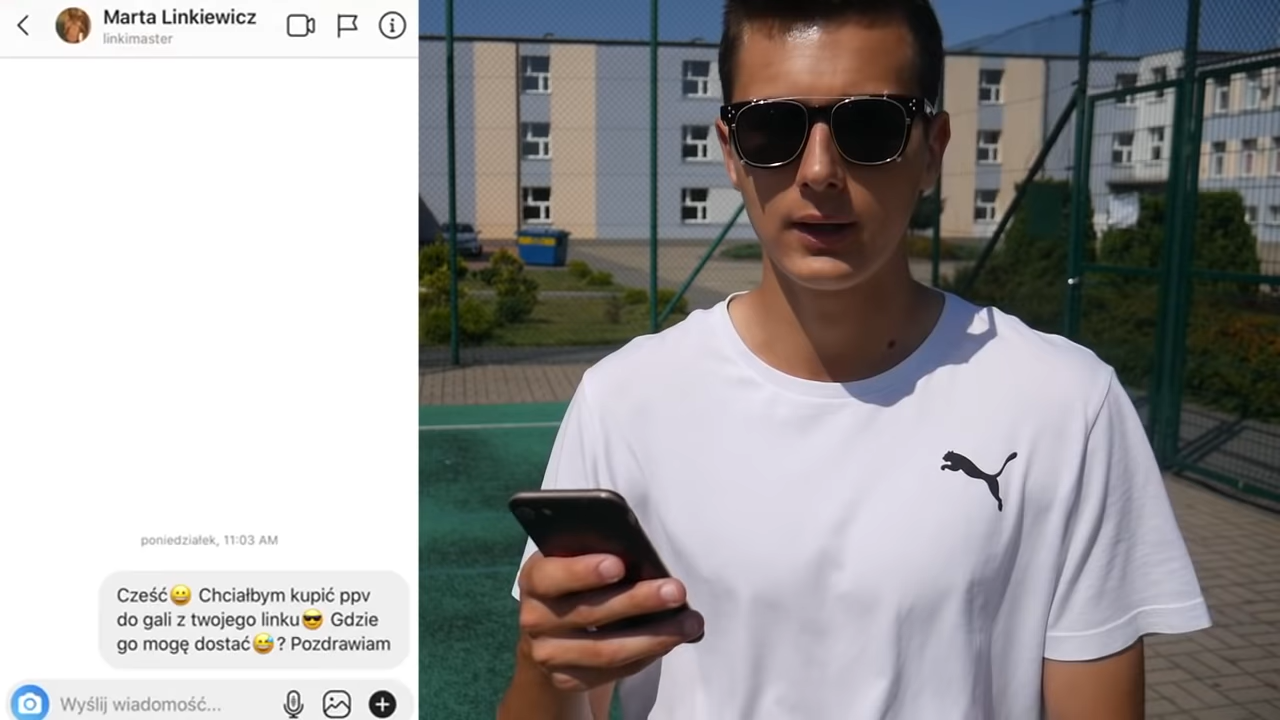 Marta Linkiewicz
linkimaster
poniedziałek, 11:03 AM
Cześć😀 Chciałbym kupić ppv
do gali z twojego linku😎 Gdzie
go mogę dostać😅? Pozdrawiam
Wyślij wiadomość...